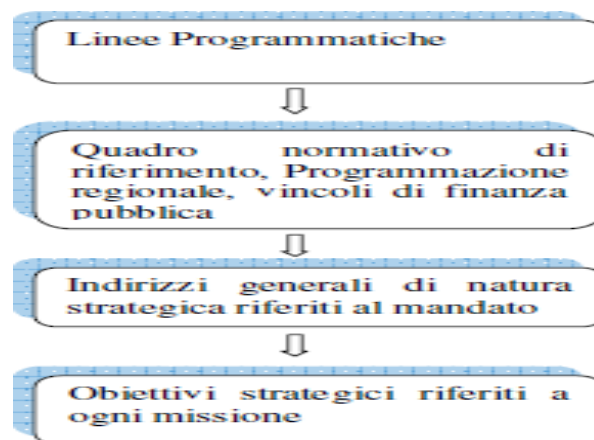 Linee Programmatiche
Quadro normativo di
riferimento, Programmazione
regionale, vincoli di finanza
pubblica
Indirizzi generali di natura
strategica riferiti al mandato
Obiettivi strategici riferiti a
ogni missione